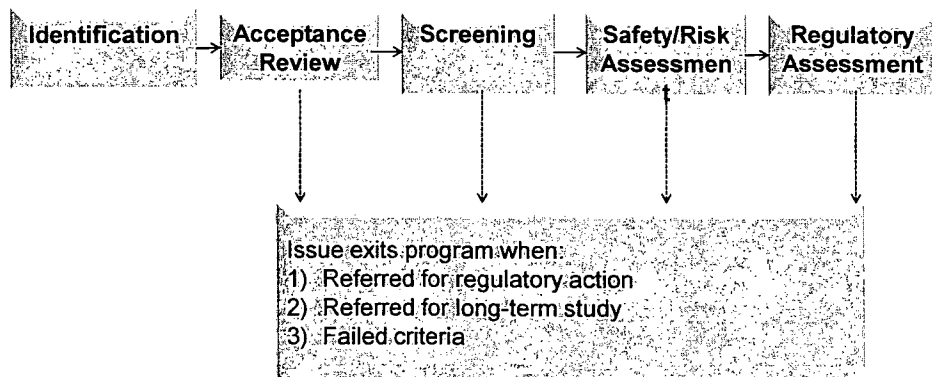 Identification
Acceptance
Review
Screening
Safety/Risk
Assessmen
Regulatory
Assessment
Issue exits program when:
1) Referred for regulatory action
2) Referred for long-term study
3) Failed criteria